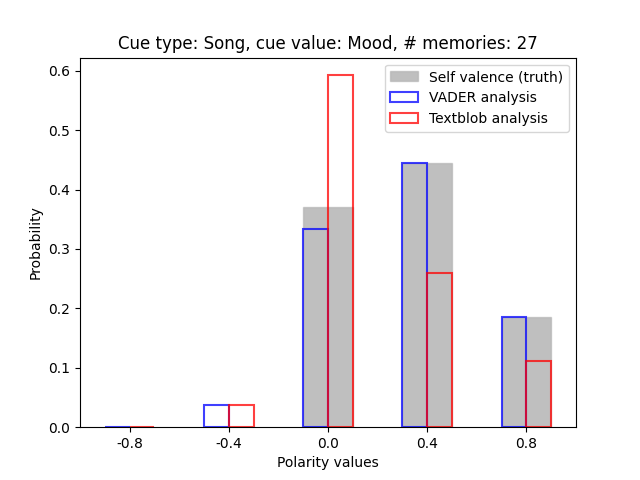 Cue type: Song, cue value: Mood, # memories: 27
Self valence (truth)
VADER analysis
Textblob analysis
Probability
0.6
0.5
0.4
0.3
0.2
0.1
0.0
-0.8
-0.4
0.0
0.4
0.8
Polarity values